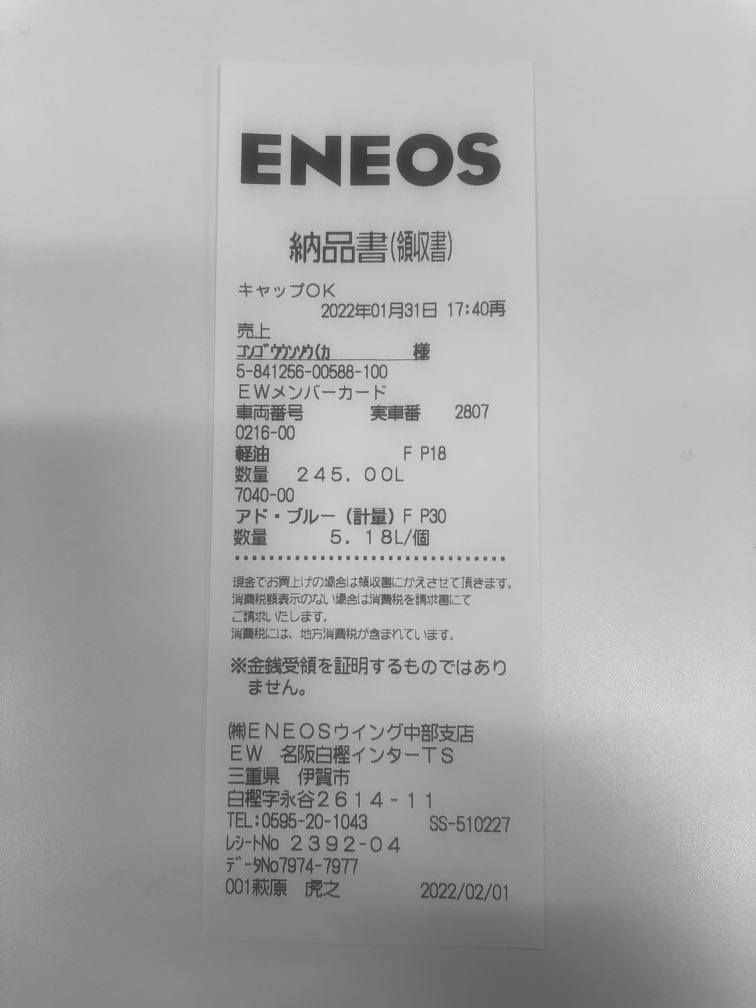 ENEOS
納品書(領収書)
キャップOK
2022年01月31日 17:40再
売上
ｺﾝｺﾞｳｳﾝｿｳ(ｶ 様
5-841256-00588-100
EWメンバーカード
車両番号 実車番 2807
0216-00
軽油 F P18
数量 245.00L
7040-00
アド・ブルー(計量)F P30
数量 5.18L/個
現金でお買上げの場合は領収書にかえさせて頂きます。
消費税額表示のない場合は消費税を請求書にて
ご請求いたします。
消費税には、地方消費税が含まれています。
※金銭受領を証明するものではあり
ません。
㈱ENEOSウイング中部支店
EW 名阪白樫インターTS
三重県 伊賀市
白樫字永谷2614-11
TEL:0595-20-1043 SS-510227
ﾚｼｰﾄNo 2392-04
ﾃﾞｰﾀNo7974-7977
001萩原 虎之 2022/02/01